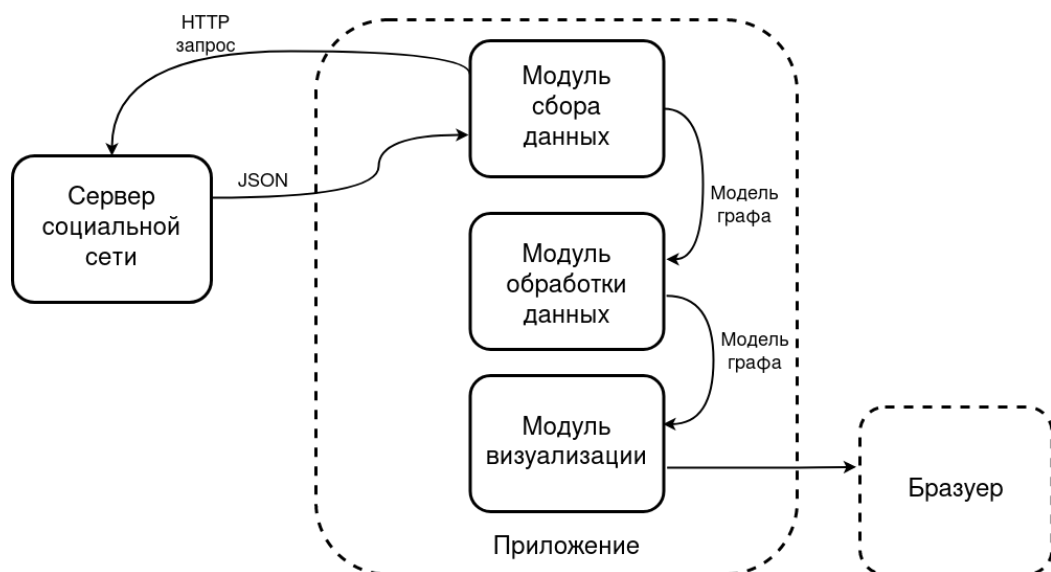 HTTP
запрос
Модуль
сбора
данных
JSON
Сервер
социальной
сети
Модель
графа
Модуль
обработки
данных
Модель
графа
Модуль
визуализации
Бразуер
Приложение